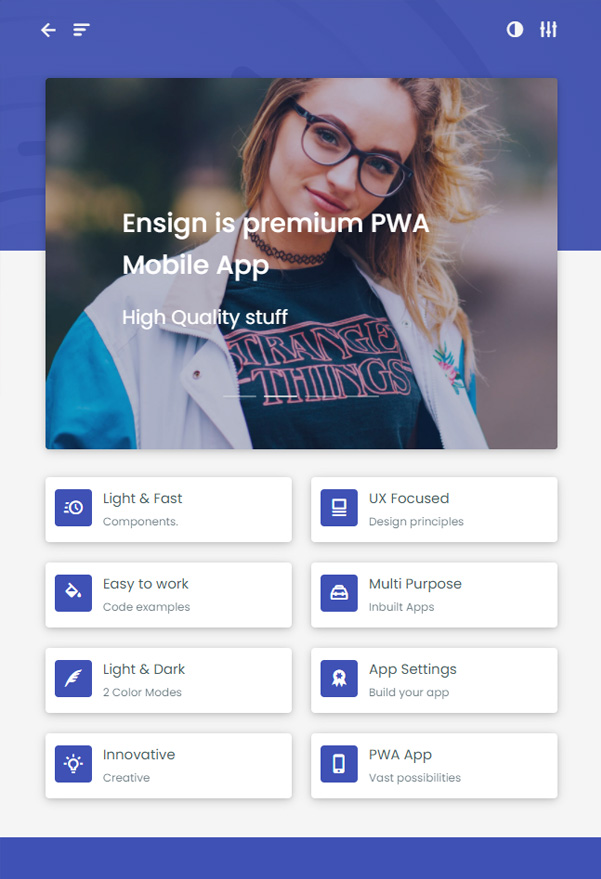 Ensign is premium PWA
Mobile App
High Quality stuff
STRANGER
THINGS
Light & Fast
Components.
UX Focused
Design principles
Easy to work
Code examples
Multi Purpose
Inbuilt Apps
Light & Dark
2 Color Modes
App Settings
Build your app
Innovative
Creative
PWA App
Vast possibilities